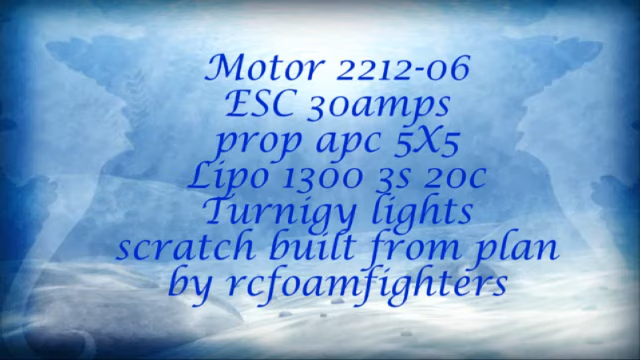 Motor 2212-06
ESC 30amps
prop apc 5X5
Lipo 1300 3s 20c
Turnigy lights
scratch built from plan
by rcfoamfighters